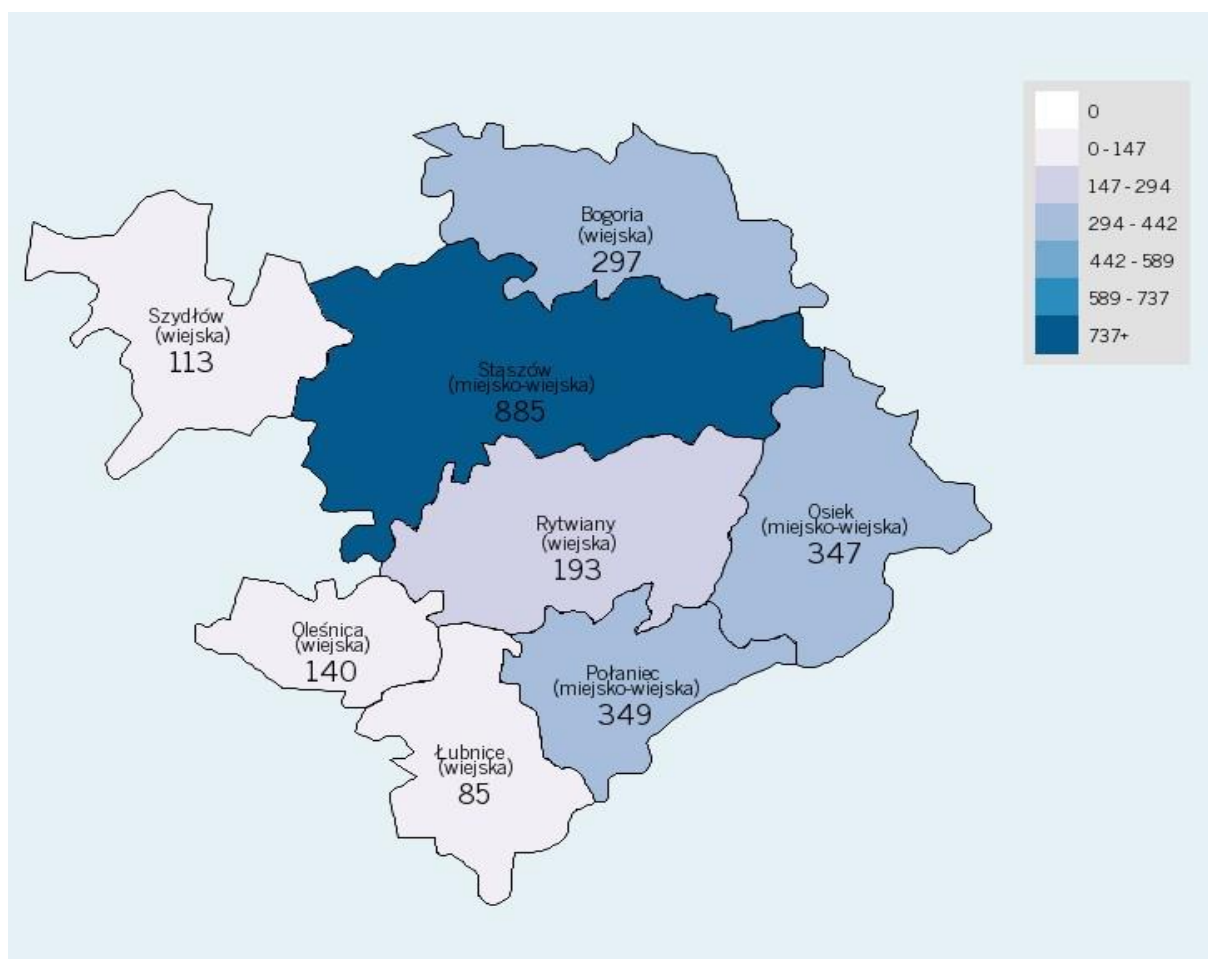 0
0 - 147
147 - 294
294 - 442
442 - 589
589 - 737
737+
Bogoria
(wiejska)
297
Szydłów
(wiejska)
113
Staszów
(miejsko-wiejska)
885
Osiek
(miejsko-wiejska)
347
Rytwiany
(wiejska)
193
Oleśnica
(wiejska)
140
Połaniec
(miejsko-wiejska)
349
Łubnice
(wiejska)
85